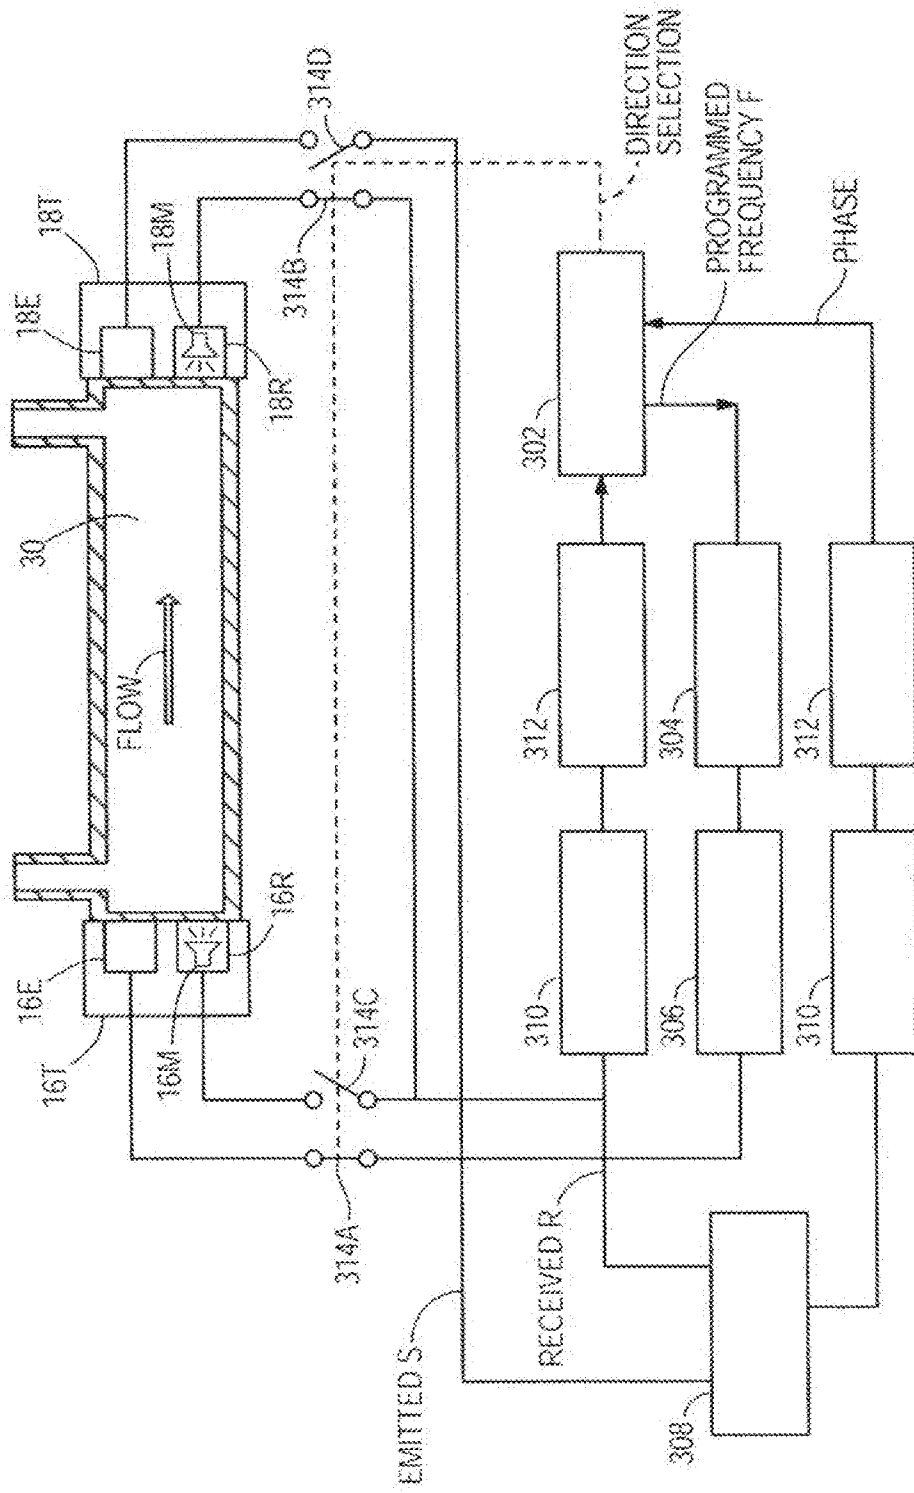 30
FLOW
16T
16E
16M
16R
18E
18T
18M
18R
314A
314C
314B
314D
EMITTED S
RECEIVED R
DIRECTION
SELECTION
PROGRAMMED
FREQUENCY F
PHASE
302
312
310
304
306
312
310
308